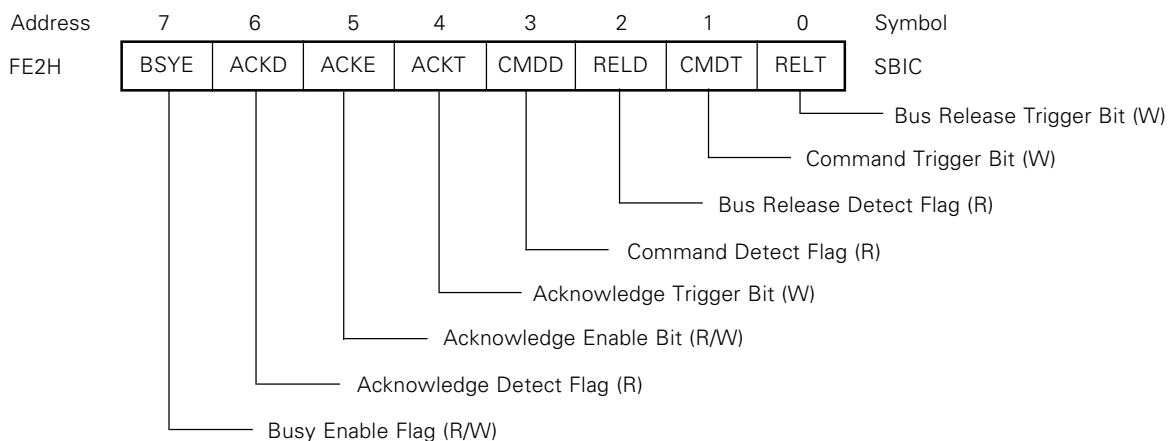 Address 7 6 5 4 3 2 1 0 Symbol
FE2H BSYE ACKD ACKE ACKT CMDD RELD CMDT RELT SBIC
Bus Release Trigger Bit (W)
Command Trigger Bit (W)
Bus Release Detect Flag (R)
Command Detect Flag (R)
Acknowledge Trigger Bit (W)
Acknowledge Enable Bit (R/W)
Acknowledge Detect Flag (R)
Busy Enable Flag (R/W)